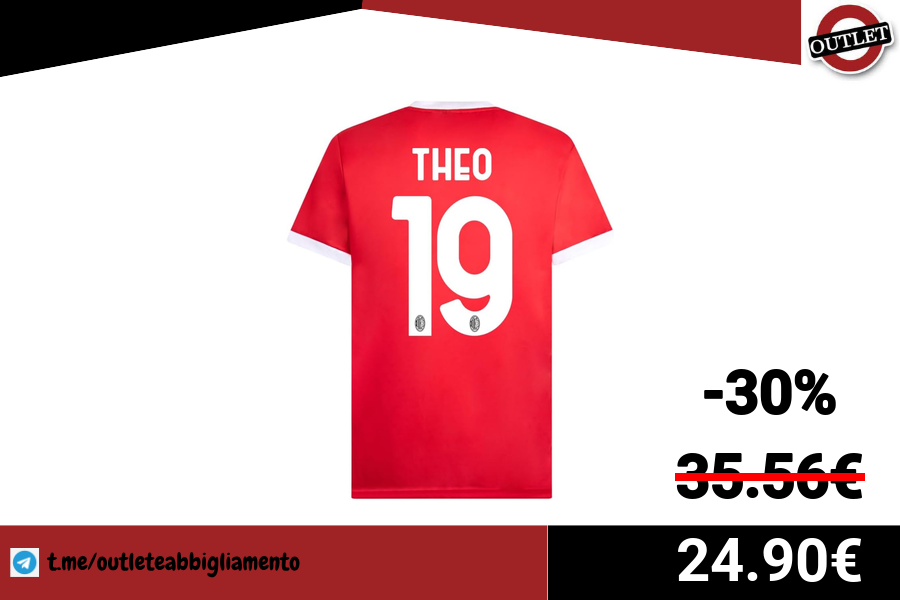 OUTLET
THEO
19
-30%
35.56€
24.90€
t.me/outleteabbigliamento